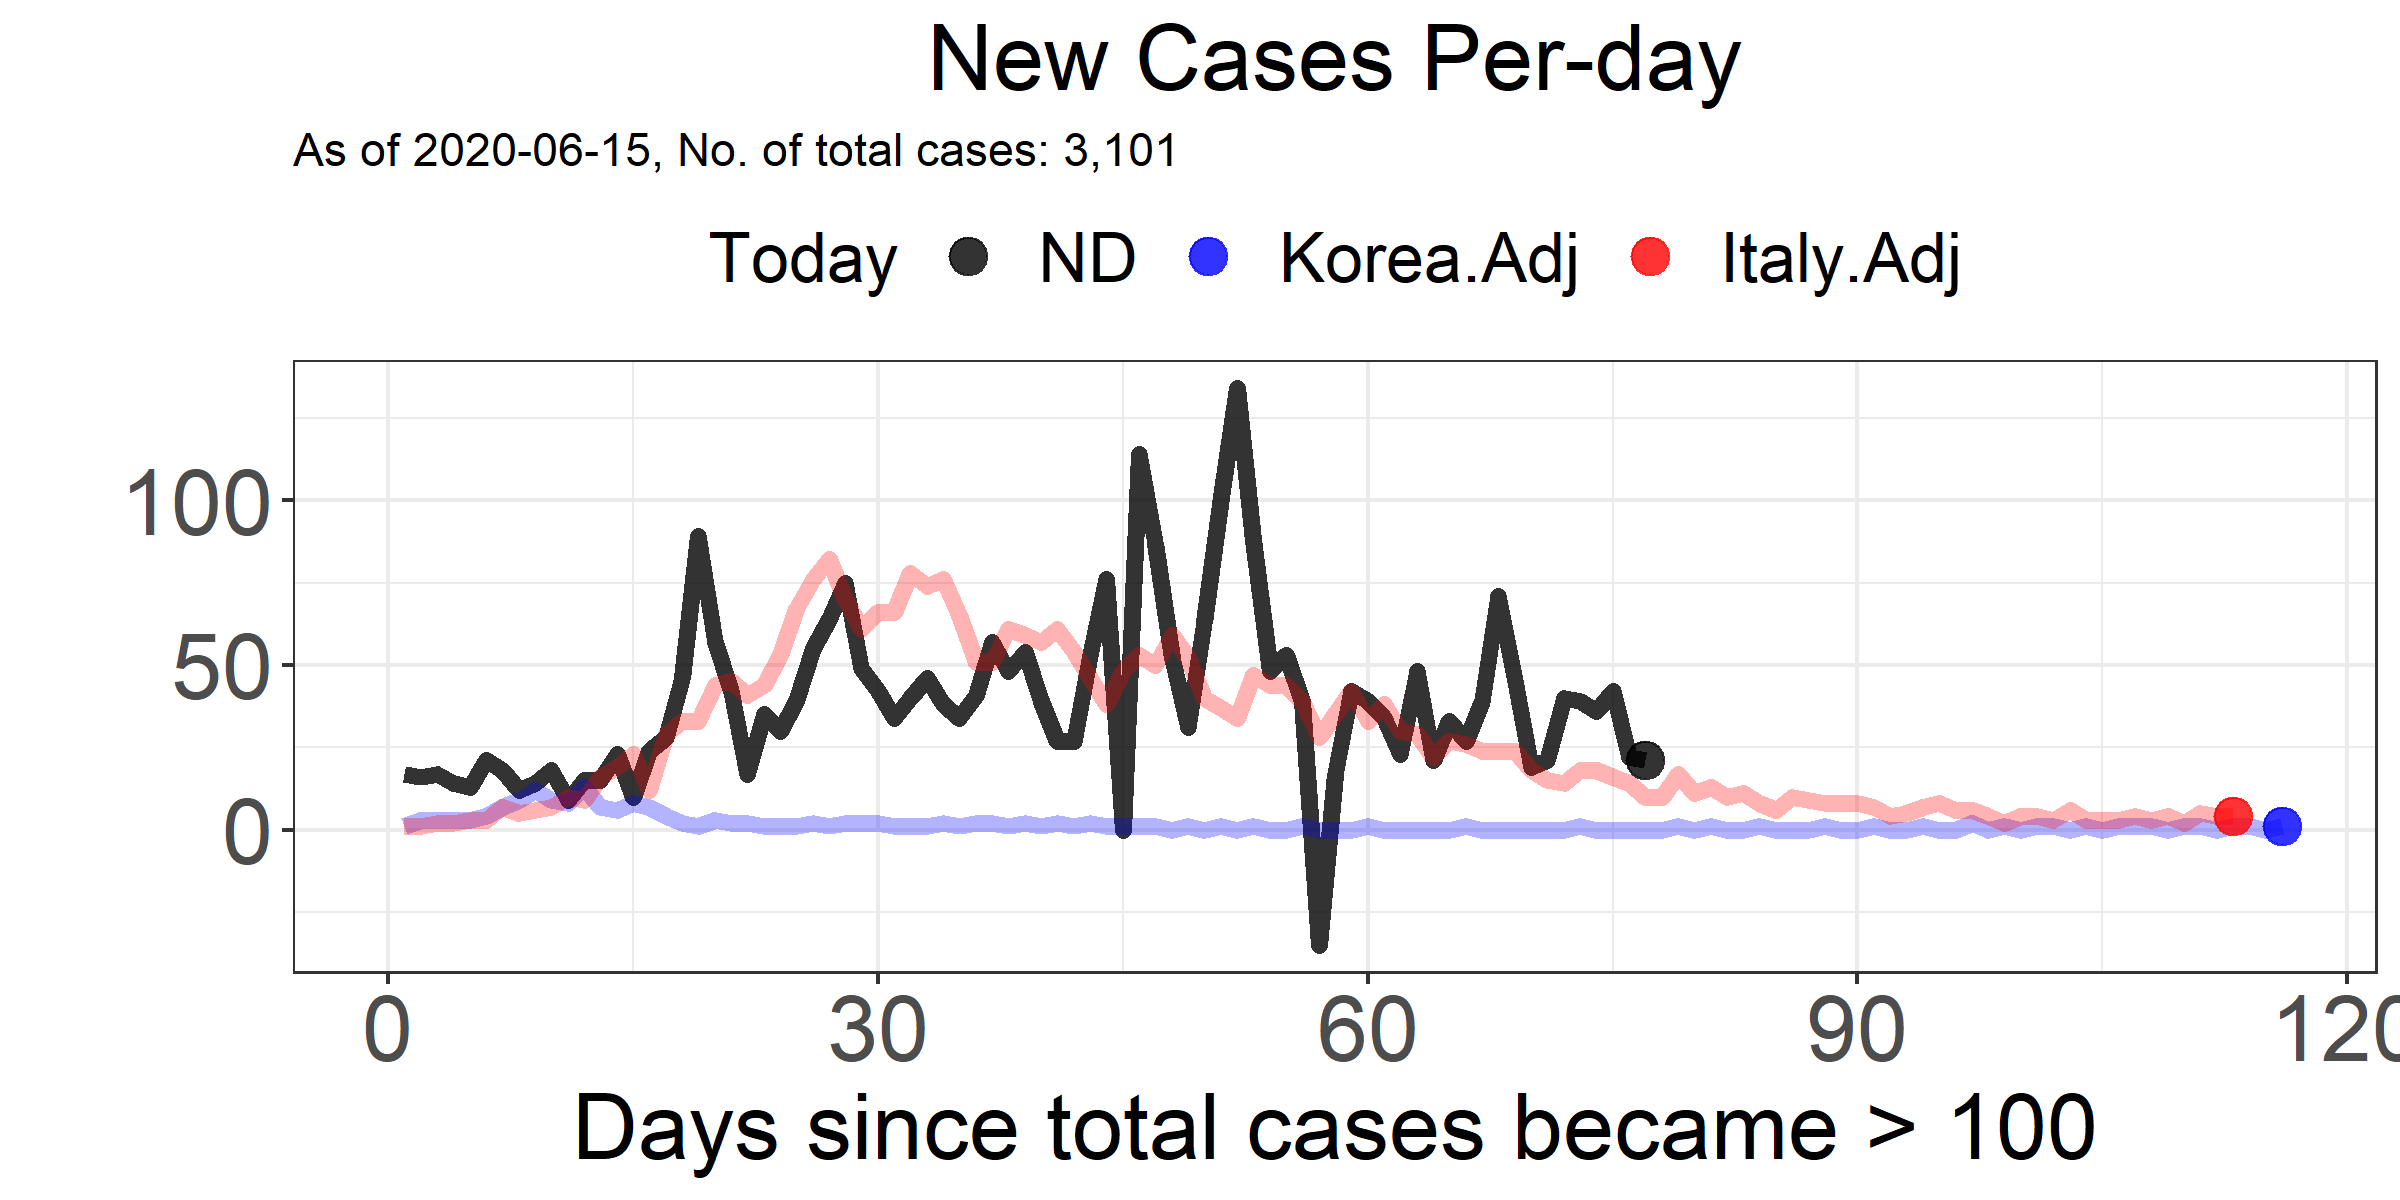 New Cases Per-day
As of 2020-06-15, No. of total cases: 3,101
Today ND Korea.Adj Italy.Adj
100
50
0
0 30 60 90 120
Days since total cases became > 100